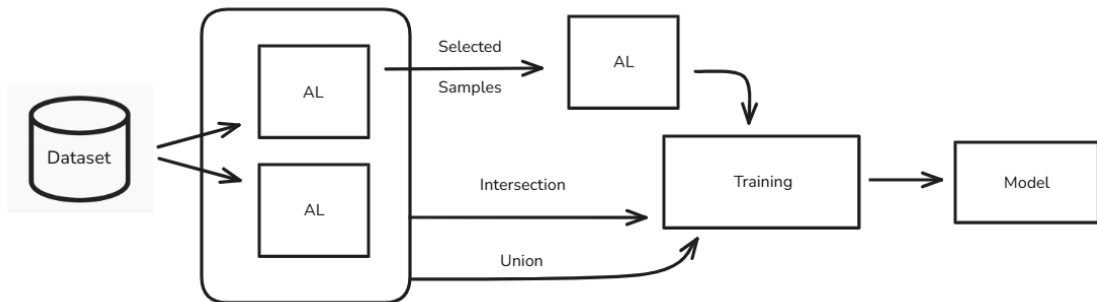 Dataset
AL
AL
Selected
Samples
AL
Intersection
Union
Training
Model